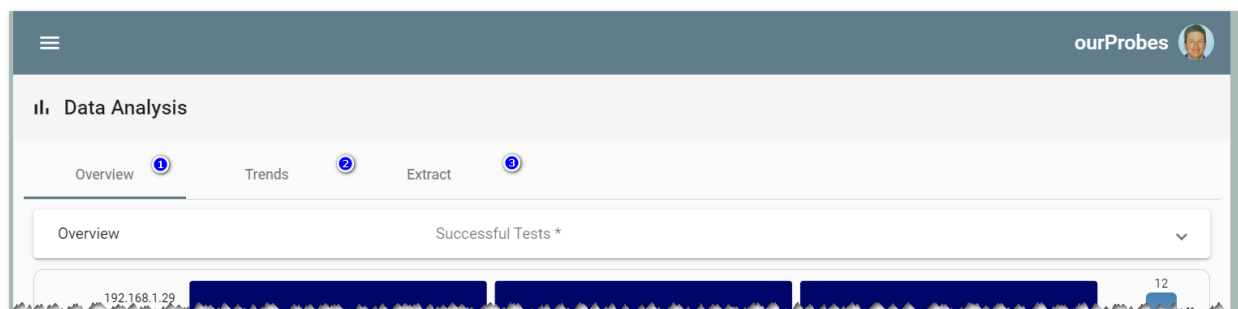 ourProbes
Data Analysis
Overview 1 Trends 2 Extract 3
Overview Successful Tests *
192.168.1.29 12